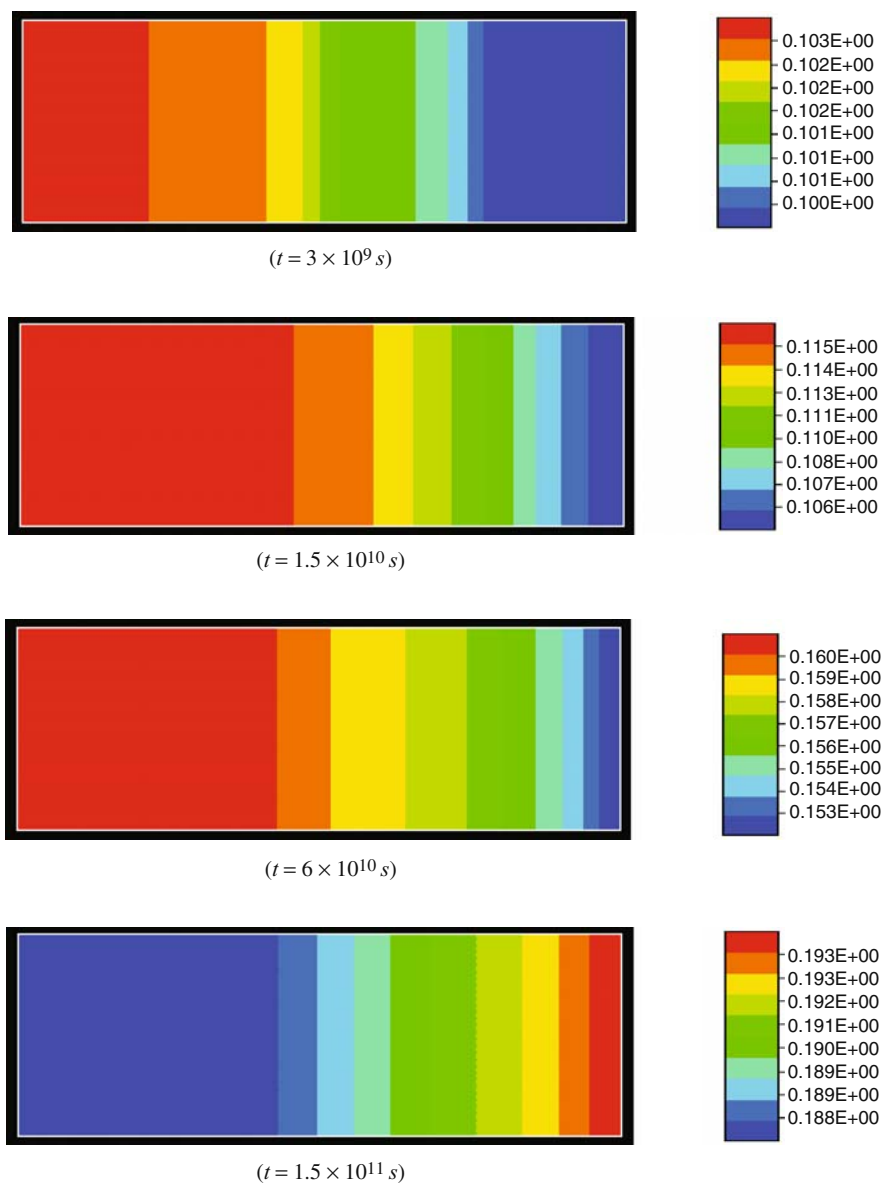 0.103E+00
0.102E+00
0.102E+00
0.102E+00
0.101E+00
0.101E+00
0.101E+00
0.100E+00
(t = 3 × 10⁹ s)
0.115E+00
0.114E+00
0.113E+00
0.111E+00
0.110E+00
0.108E+00
0.107E+00
0.106E+00
(t = 1.5 × 10¹⁰ s)
0.160E+00
0.159E+00
0.158E+00
0.157E+00
0.156E+00
0.155E+00
0.154E+00
0.153E+00
(t = 6 × 10¹⁰ s)
0.193E+00
0.193E+00
0.192E+00
0.191E+00
0.190E+00
0.189E+00
0.189E+00
0.188E+00
(t = 1.5 × 10¹¹ s)